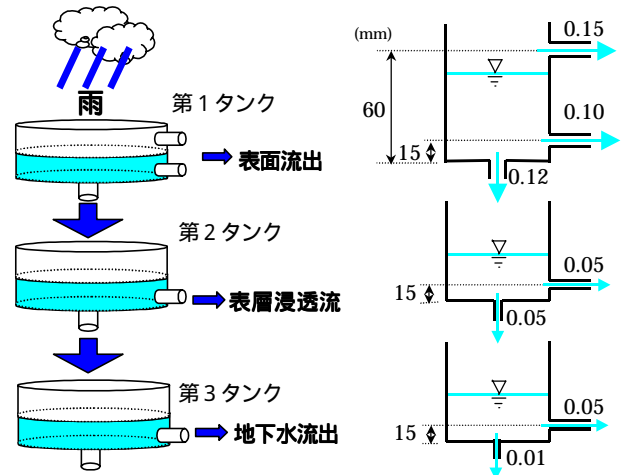 雨
第1タンク
表面流出
第2タンク
表層浸透流
第3タンク
地下水流出
(mm)
0.15
60
0.10
15
0.12
0.05
15
0.05
0.05
15
0.01